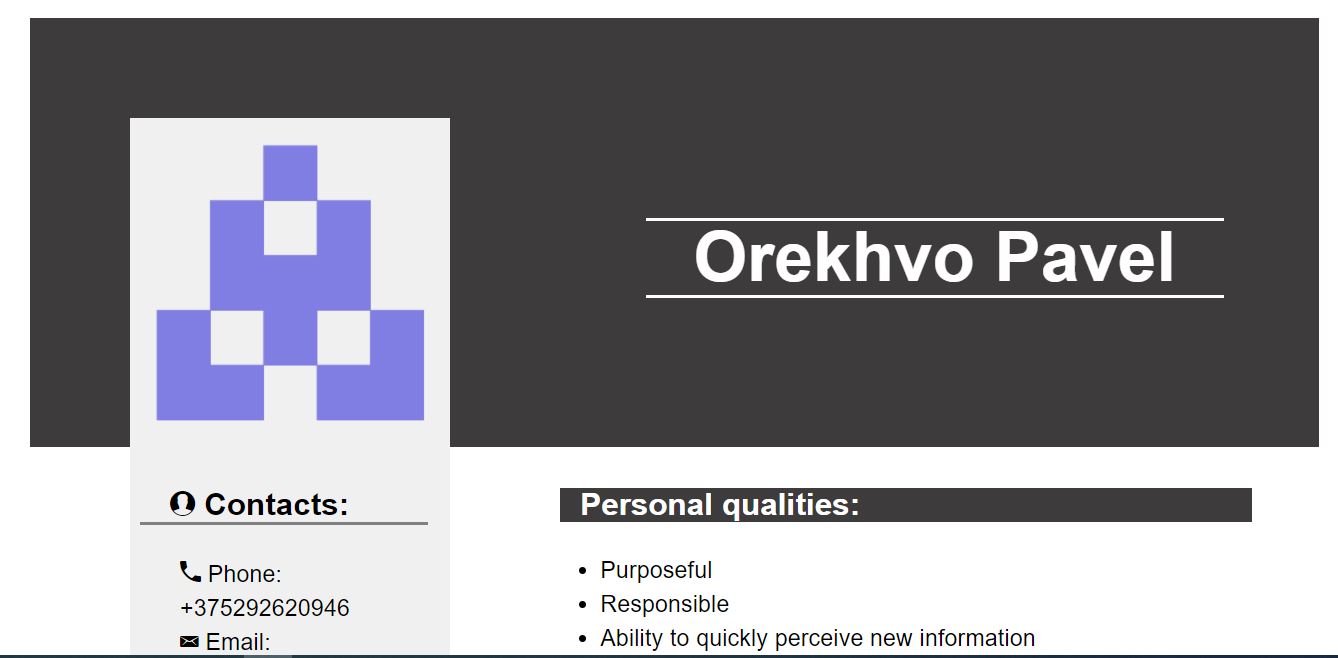 Orekhvo Pavel
Contacts:
Phone:
+375292620946
Email:
Personal qualities:
Purposeful
Responsible
Ability to quickly perceive new information